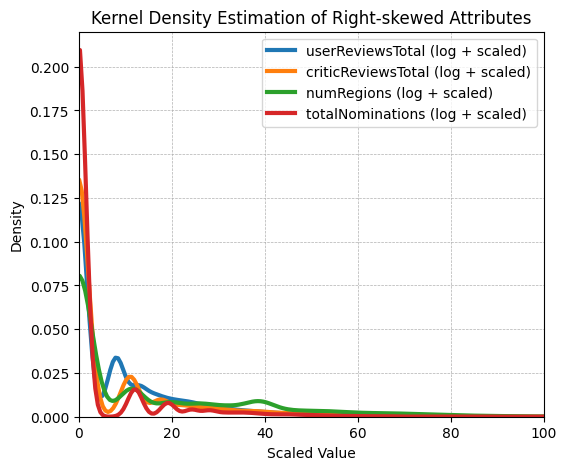 Kernel Density Estimation of Right-skewed Attributes
userReviewsTotal (log + scaled)
criticReviewsTotal (log + scaled)
numRegions (log + scaled)
totalNominations (log + scaled)
0.200
0.175
0.150
0.125
0.100
0.075
0.050
0.025
0.000
Density
0 20 40 60 80 100
Scaled Value